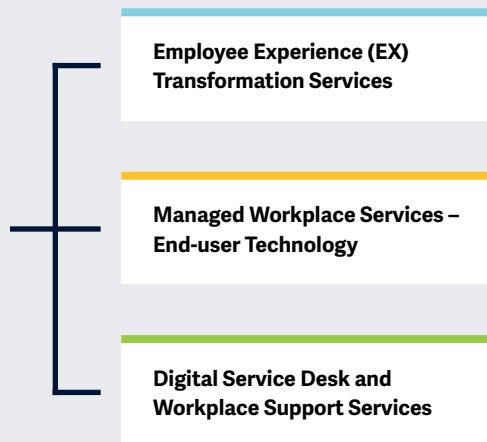 Employee Experience (EX)
Transformation Services
Managed Workplace Services –
End-user Technology
Digital Service Desk and
Workplace Support Services